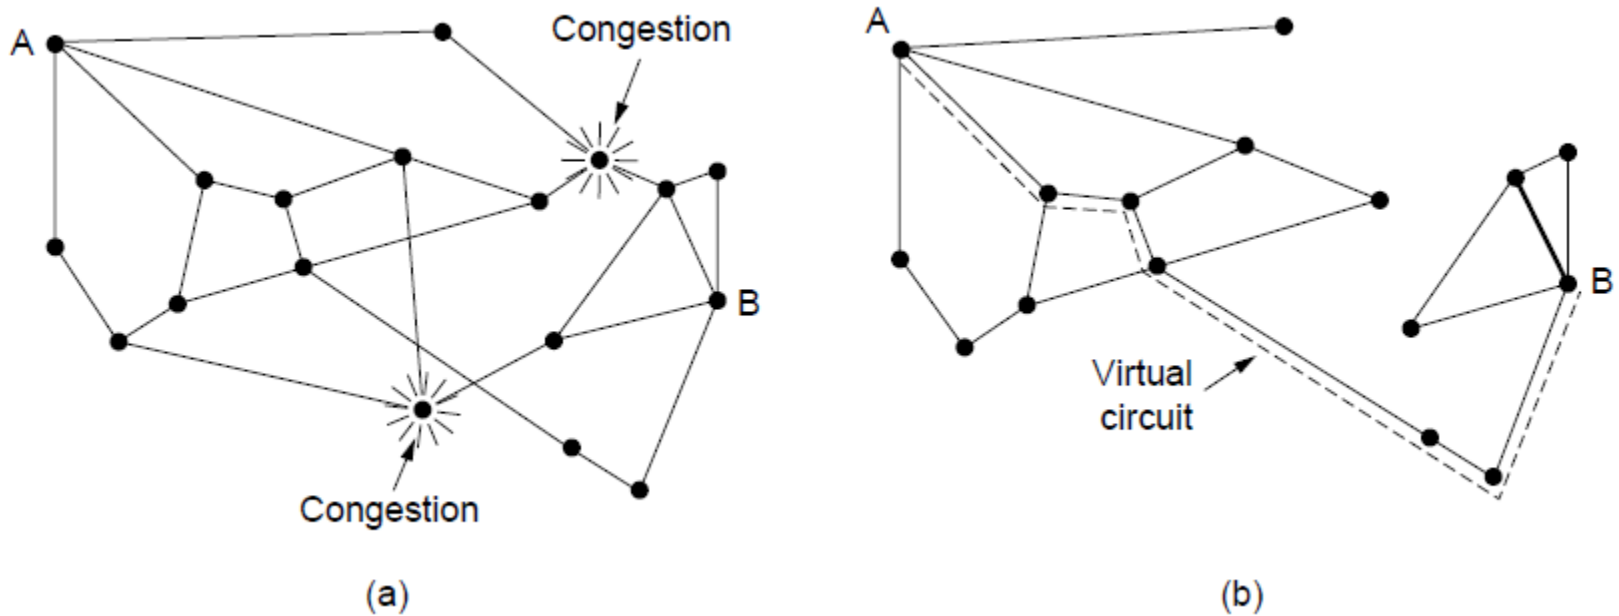 A
Congestion
B
Congestion
(a)
A
B
Virtual
circuit
(b)